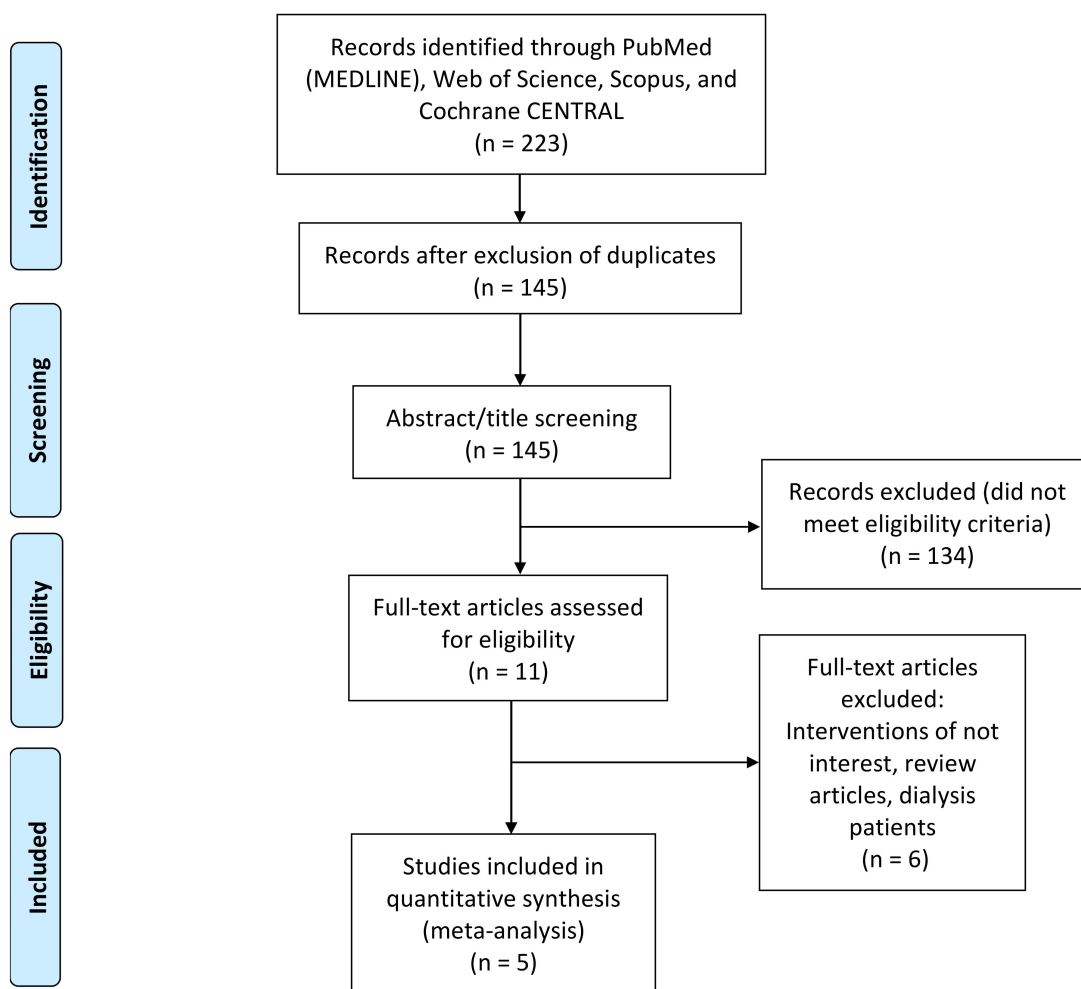 Identification
Records identified through PubMed
(MEDLINE), Web of Science, Scopus, and
Cochrane CENTRAL
(n = 223)
Records after exclusion of duplicates
(n = 145)
Screening
Abstract/title screening
(n = 145)
Records excluded (did not
meet eligibility criteria)
(n = 134)
Eligibility
Full-text articles assessed
for eligibility
(n = 11)
Full-text articles
excluded:
Interventions of not
interest, review
articles, dialysis
patients
(n = 6)
Included
Studies included in
quantitative synthesis
(meta-analysis)
(n = 5)